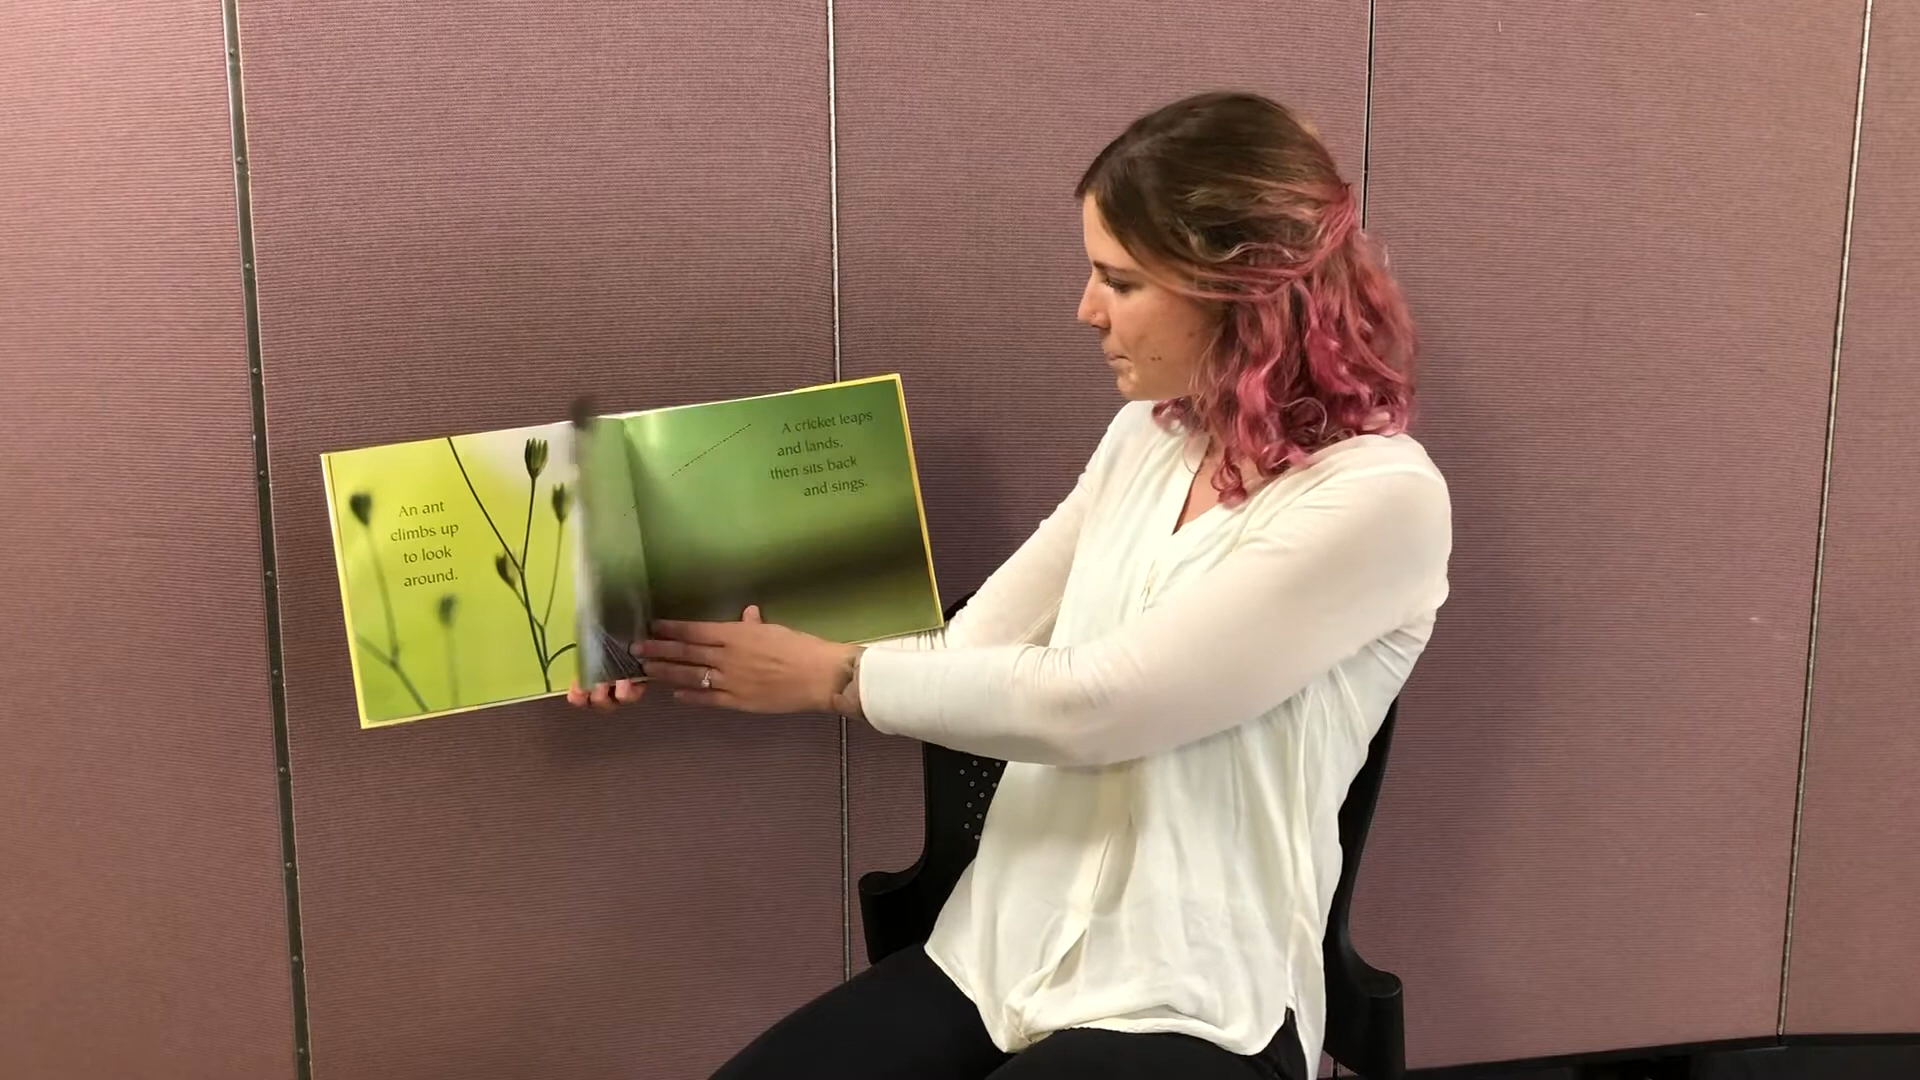 An ant
climbs up
to look
around.
A cricket leaps
and lands,
then sits back
and sings.